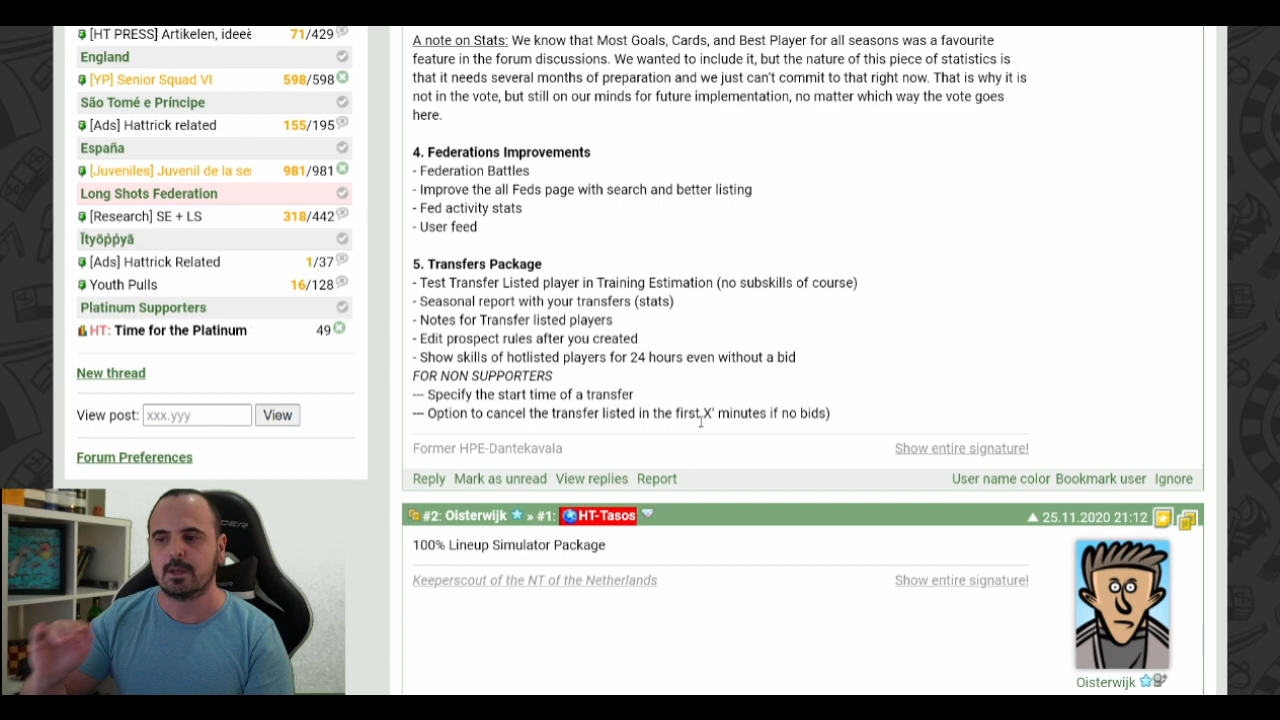 [HT PRESS] Artikelen, ideeë 71/429
England
[YP] Senior Squad VI 598/598
São Tomé e Príncipe
[Ads] Hattrick related 155/195
España
[Juveniles] Juvenil de la se 981/981
Long Shots Federation
[Research] SE + LS 318/442
Ītyōṗṗyā
[Ads] Hattrick Related 1/37
Youth Pulls 16/128
Platinum Supporters
HT: Time for the Platinum 49
New thread
View post: xxx.yyy View
Forum Preferences
A note on Stats: We know that Most Goals, Cards, and Best Player for all seasons was a favourite
feature in the forum discussions. We wanted to include it, but the nature of this piece of statistics is
that it needs several months of preparation and we just can't commit to that right now. That is why it is
not in the vote, but still on our minds for future implementation, no matter which way the vote goes
here.
4. Federations Improvements
- Federation Battles
- Improve the all Feds page with search and better listing
- Fed activity stats
- User feed
5. Transfers Package
- Test Transfer Listed player in Training Estimation (no subskills of course)
- Seasonal report with your transfers (stats)
- Notes for Transfer listed players
- Edit prospect rules after you created
- Show skills of hotlisted players for 24 hours even without a bid
FOR NON SUPPORTERS
--- Specify the start time of a transfer
--- Option to cancel the transfer listed in the first X' minutes if no bids)
Former HPE-Dantekavala Show entire signature!
Reply Mark as unread View replies Report User name color Bookmark user Ignore
#2: Oisterwijk » #1: HT-Tasos 25.11.2020 21:12
100% Lineup Simulator Package
Keeperscout of the NT of the Netherlands Show entire signature!
Oisterwijk